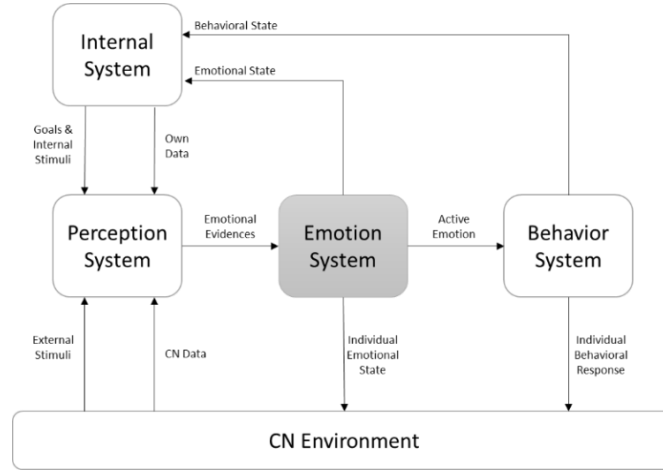 Behavioral State
Internal
System
Emotional State
Goals &
Internal
Stimuli
Own
Data
Perception
System
Emotional
Evidences
Emotion
System
Active
Emotion
Behavior
System
External
Stimuli
CN Data
Individual
Emotional
State
Individual
Behavioral
Response
CN Environment